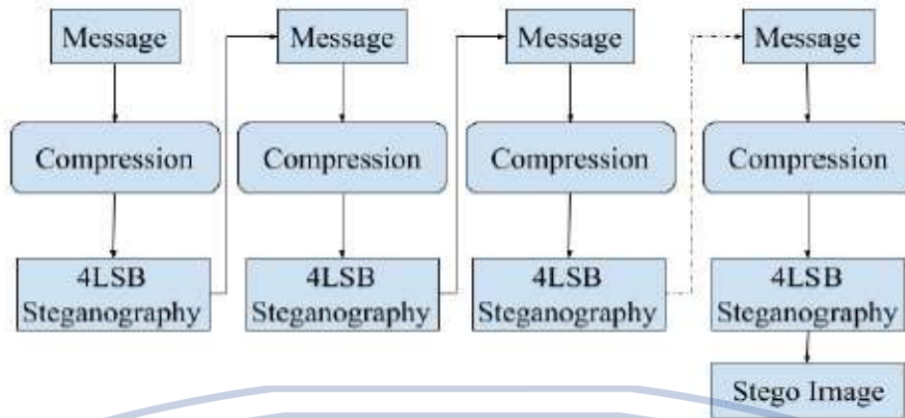 Message
Message
Message
Message
Compression
Compression
Compression
Compression
4LSB
Steganography
4LSB
Steganography
4LSB
Steganography
4LSB
Steganography
Stego Image